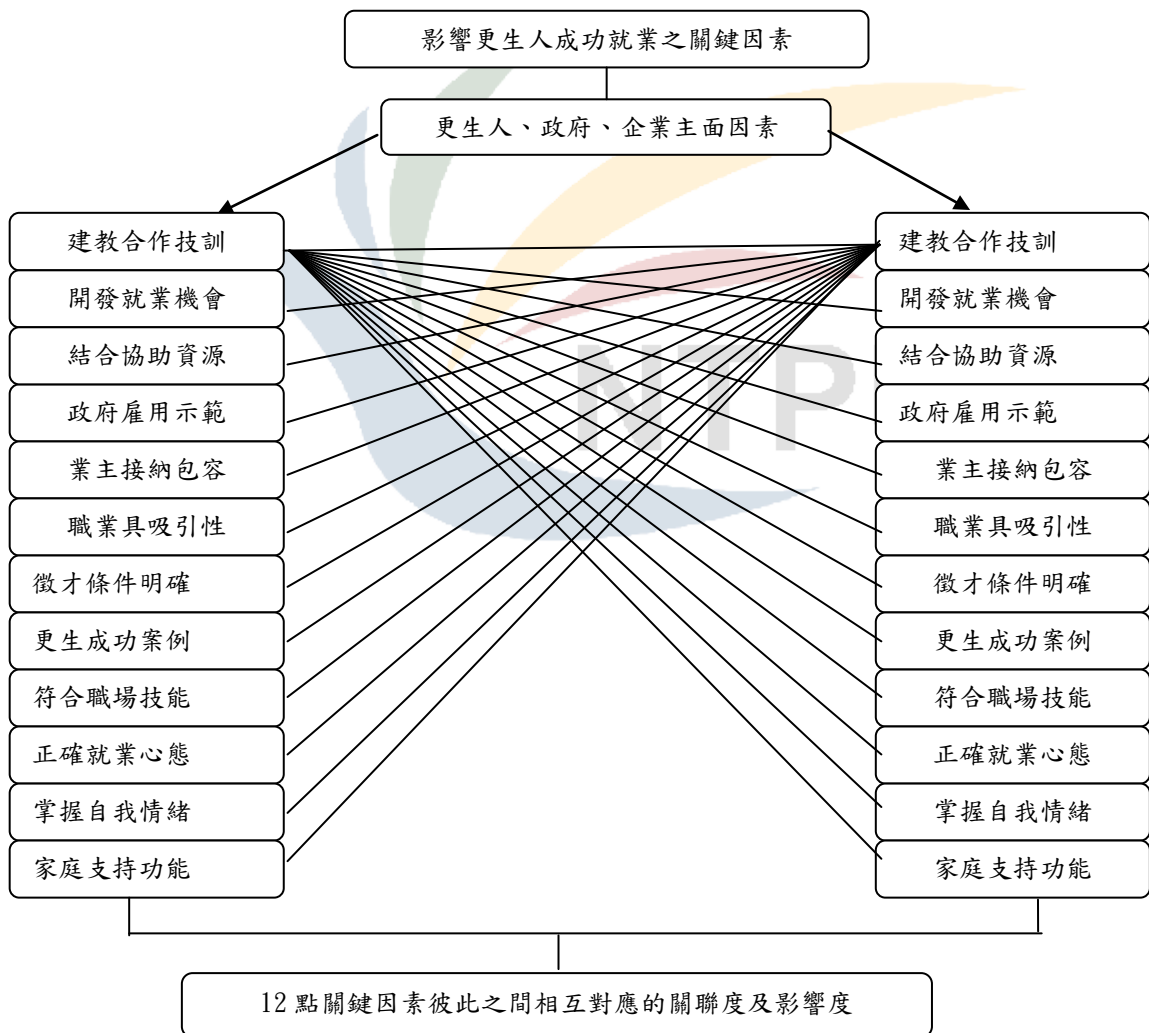 影響更生人成功就業之關鍵因素
更生人、政府、企業主面因素
建教合作技訓
開發就業機會
結合協助資源
政府雇用示範
業主接納包容
職業具吸引性
徵才條件明確
更生成功案例
符合職場技能
正確就業心態
掌握自我情緒
家庭支持功能
建教合作技訓
開發就業機會
結合協助資源
政府雇用示範
業主接納包容
職業具吸引性
徵才條件明確
更生成功案例
符合職場技能
正確就業心態
掌握自我情緒
家庭支持功能
NTP
12 點關鍵因素彼此之間相互對應的關聯度及影響度